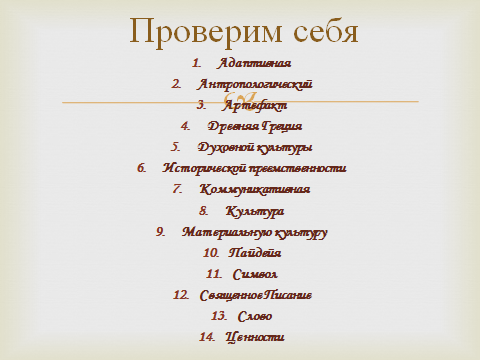 Проверим себя
1. Адаптивная
2. Антропологический
3. Артефакт
4. Древняя Греция
5. Духовной культуры
6. Исторической преемственности
7. Коммуникативная
8. Культура
9. Материальную культуру
10. Пайдейя
11. Символ
12. Священное Писание
13. Слово
14. Ценности